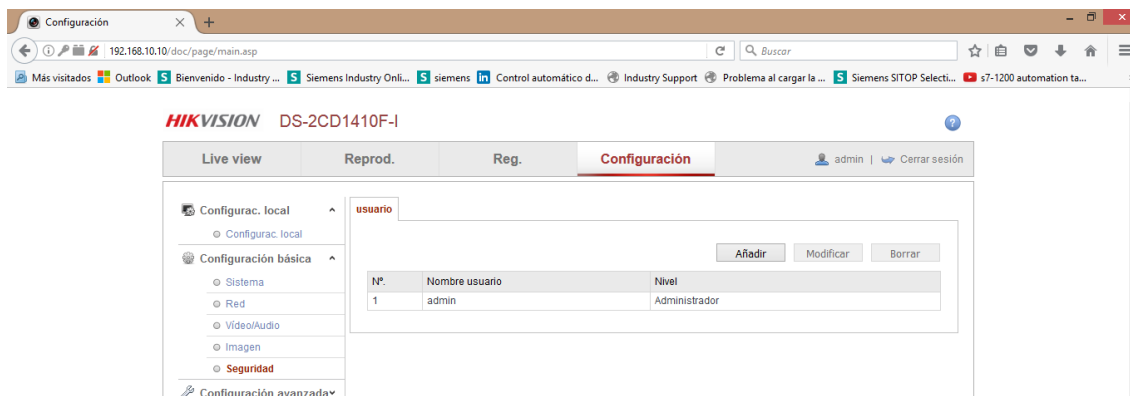 Configuración
192.168.10.10/doc/page/main.asp
Buscar
Más visitados Outlook Bienvenido - Industry ... Siemens Industry Onli... siemens Control automático d... Industry Support Problema al cargar la ... Siemens SITOP Selecti... s7-1200 automation ta...
HIKVISION DS-2CD1410F-I
Live view Reprod. Reg. Configuración admin | Cerrar sesión
Configurac. local
Configurac. local
Configuración básica
Sistema
Red
Vídeo/Audio
Imagen
Seguridad
Configuración avanzada
usuario
Añadir Modificar Borrar
Nº. Nombre usuario Nivel
1 admin Administrador